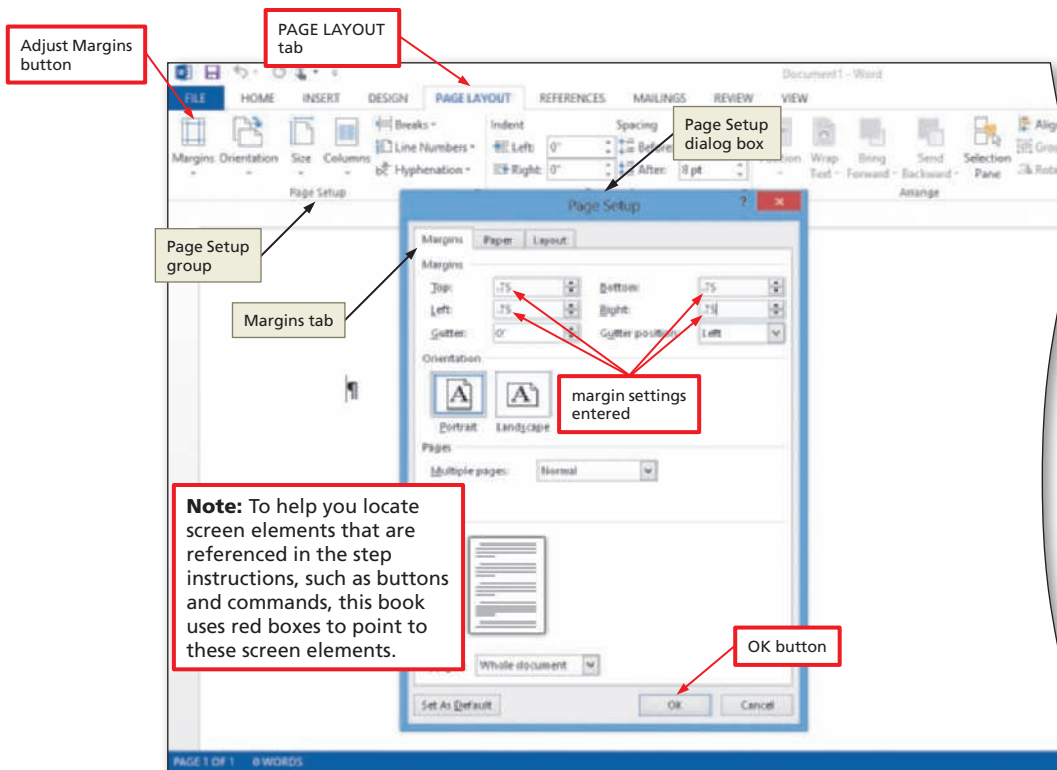 PAGE LAYOUT
tab
Adjust Margins
button
Document1 - Word
FILE HOME INSERT DESIGN PAGE LAYOUT REFERENCES MAILINGS REVIEW VIEW
Breaks Indent Spacing
Line Numbers Left: 0"
Hyphenation Right: 0" After: 8 pt
Margins Orientation Size Columns
Wrap Text Bring Forward Send Backward Selection Pane
Page Setup Arrange
Page Setup
dialog box
Page Setup ?
Page Setup
group
Margins Paper Layout
Margins tab
Margins
Top: .75 Bottom: .75
Left: .75 Right: .75
Gutter: 0" Gutter position: Left
Orientation
A A
Portrait Landscape
¶
margin settings
entered
Pages
Multiple pages: Normal
Note: To help you locate
screen elements that are
referenced in the step
instructions, such as buttons
and commands, this book
uses red boxes to point to
these screen elements.
OK button
Whole document
Set As Default OK Cancel
PAGE 1 OF 1 0 WORDS